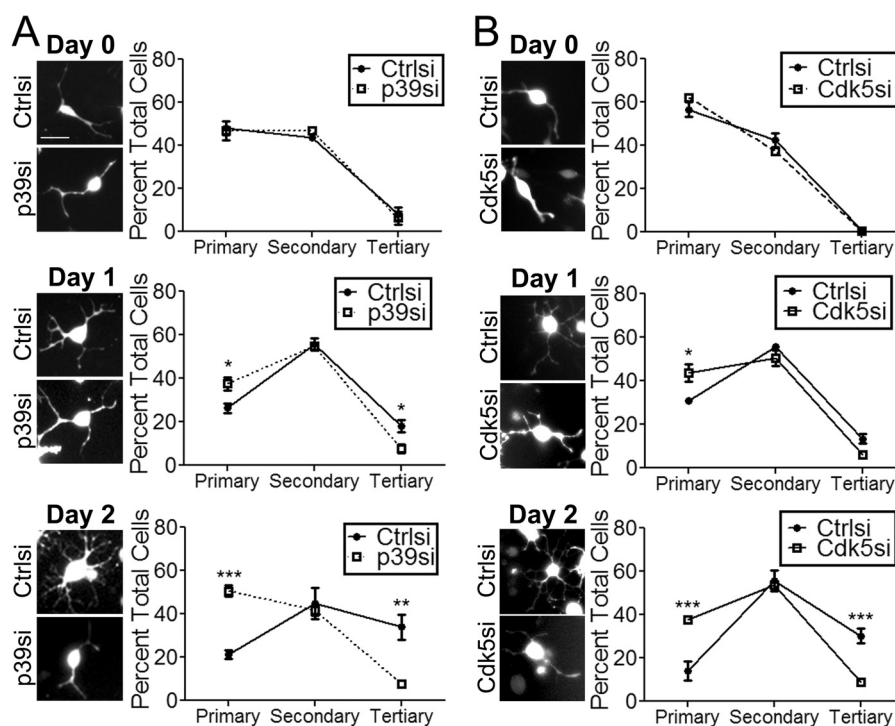 A
Day 0
Ctrlsi
p39si
Percent Total Cells
80
60
40
20
0
Ctrlsi
p39si
Primary Secondary Tertiary
Day 1
Ctrlsi
p39si
Percent Total Cells
80
60
40
20
0
*
*
Ctrlsi
p39si
Primary Secondary Tertiary
Day 2
Ctrlsi
p39si
Percent Total Cells
80
60
40
20
0
***
**
Ctrlsi
p39si
Primary Secondary Tertiary
B
Day 0
Ctrlsi
Cdk5si
Percent Total Cells
80
60
40
20
0
Ctrlsi
Cdk5si
Primary Secondary Tertiary
Day 1
Ctrlsi
Cdk5si
Percent Total Cells
80
60
40
20
0
*
Ctrlsi
Cdk5si
Primary Secondary Tertiary
Day 2
Ctrlsi
Cdk5si
Percent Total Cells
80
60
40
20
0
***
***
Ctrlsi
Cdk5si
Primary Secondary Tertiary